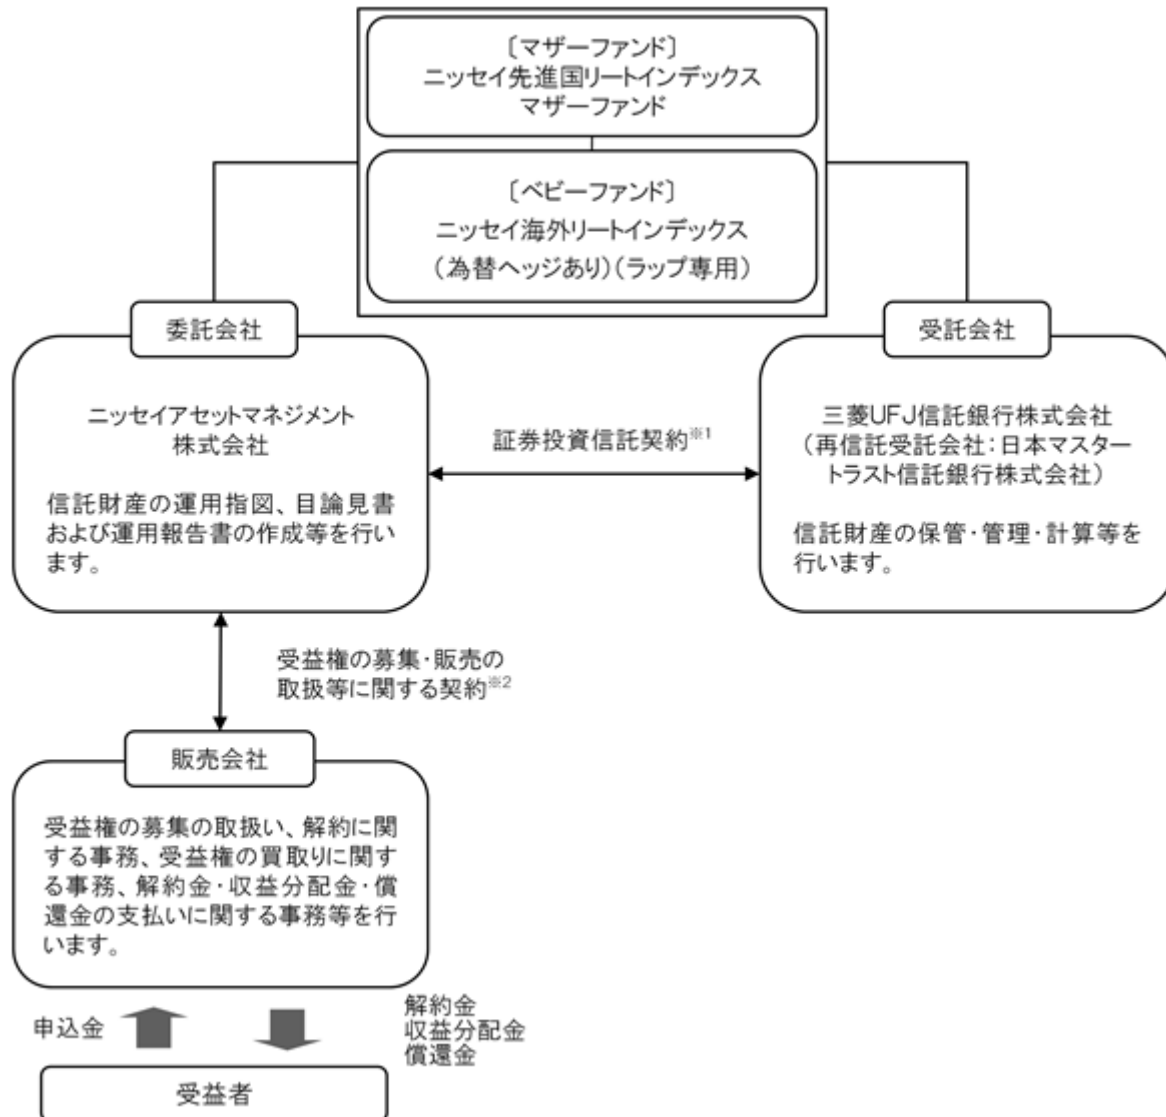 〔マザーファンド〕
ニッセイ先進国リートインデックス
マザーファンド
〔ベビーファンド〕
ニッセイ海外リートインデックス
（為替ヘッジあり）（ラップ専用）
委託会社
ニッセイアセットマネジメント
株式会社
信託財産の運用指図、目論見書
および運用報告書の作成等を行い
ます。
証券投資信託契約※1
受託会社
三菱UFJ信託銀行株式会社
（再信託受託会社：日本マスター
トラスト信託銀行株式会社）
信託財産の保管・管理・計算等を
行います。
受益権の募集・販売の
取扱等に関する契約※2
販売会社
受益権の募集の取扱い、解約に関
する事務、受益権の買取りに関す
る事務、解約金・収益分配金・償
還金の支払いに関する事務等を行
います。
申込金
解約金
収益分配金
償還金
受益者